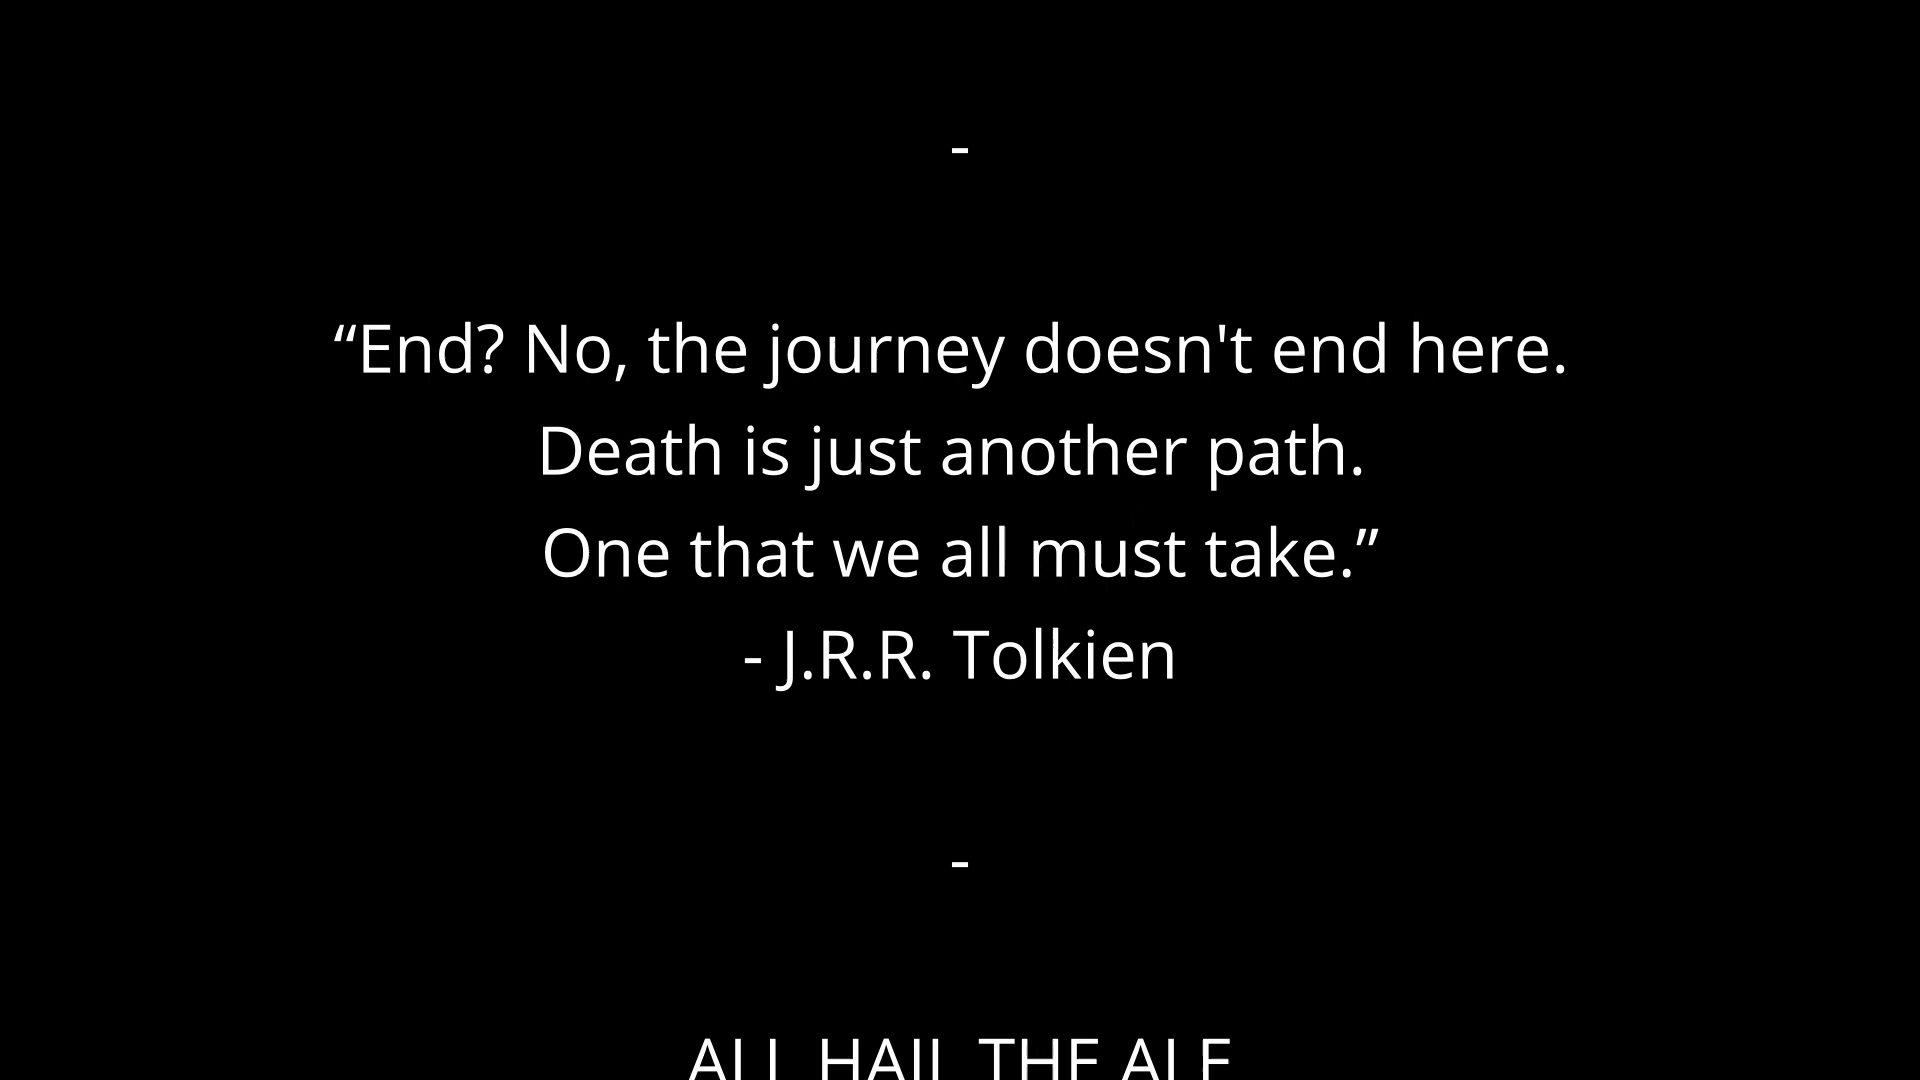 -
“End? No, the journey doesn't end here.
Death is just another path.
One that we all must take.”
- J.R.R. Tolkien
-
ALL HAIL THE ALE